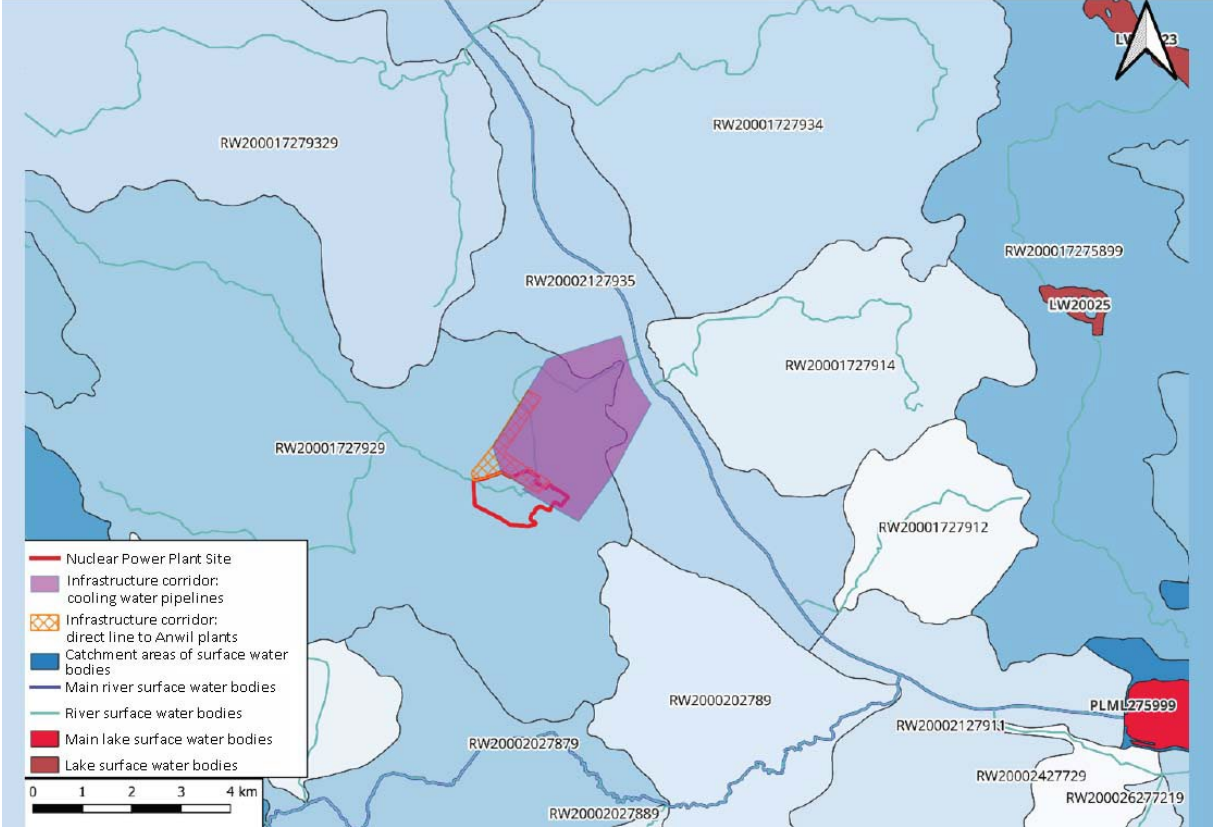 RW200017279329
RW20001727934
RW200017275899
RW20002127935
LW20025
RW20001727914
RW20001727929
RW20001727912
RW2000202789
PLML275999
RW20002127911
RW20002027879
RW20002427729
RW200026277219
RW20002027889
Nuclear Power Plant Site
Infrastructure corridor:
cooling water pipelines
Infrastructure corridor:
direct line to Anwil plants
Catchment areas of surface water
bodies
Main river surface water bodies
River surface water bodies
Main lake surface water bodies
Lake surface water bodies
0 1 2 3 4 km